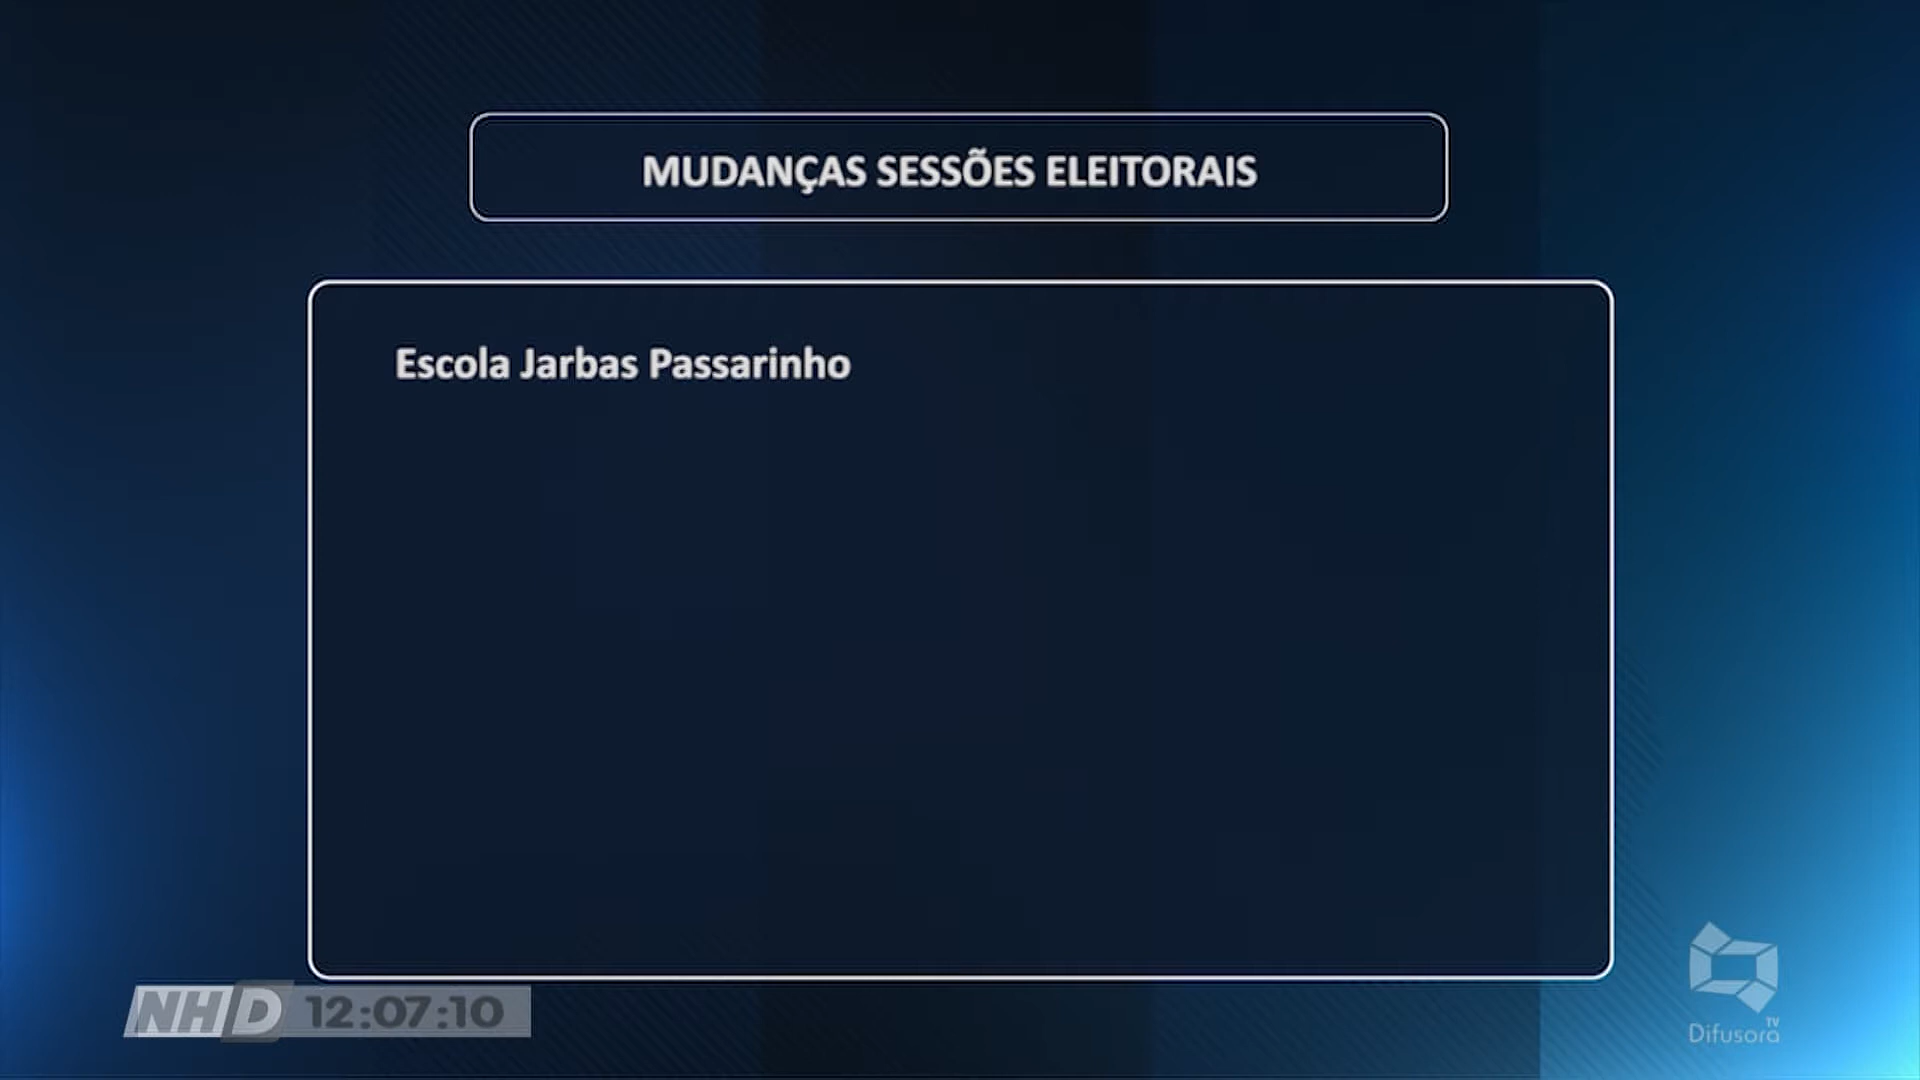 MUDANÇAS SESSÕES ELEITORAIS
Escola Jarbas Passarinho
NHD 12:07:10
TV
Difusora